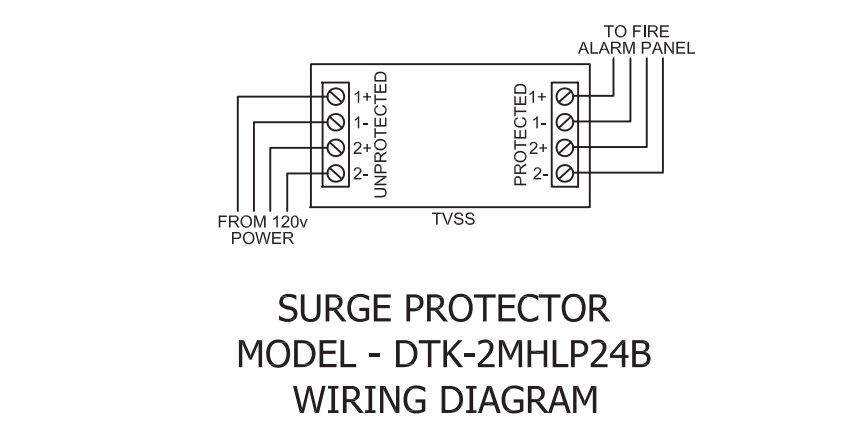 TO FIRE
ALARM PANEL
1+
1-
2+
2-
UNPROTECTED
PROTECTED
1+
1-
2+
2-
FROM 120v
POWER
TVSS
SURGE PROTECTOR
MODEL - DTK-2MHLP24B
WIRING DIAGRAM